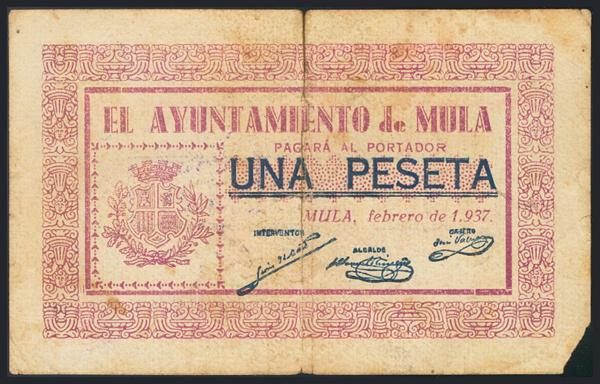 EL AYUNTAMIENTO de MULA
PAGARÁ AL PORTADOR
UNA PESETA
MULA, febrero de 1.937.
INTERVENTOR
ALCALDE
CAJERO